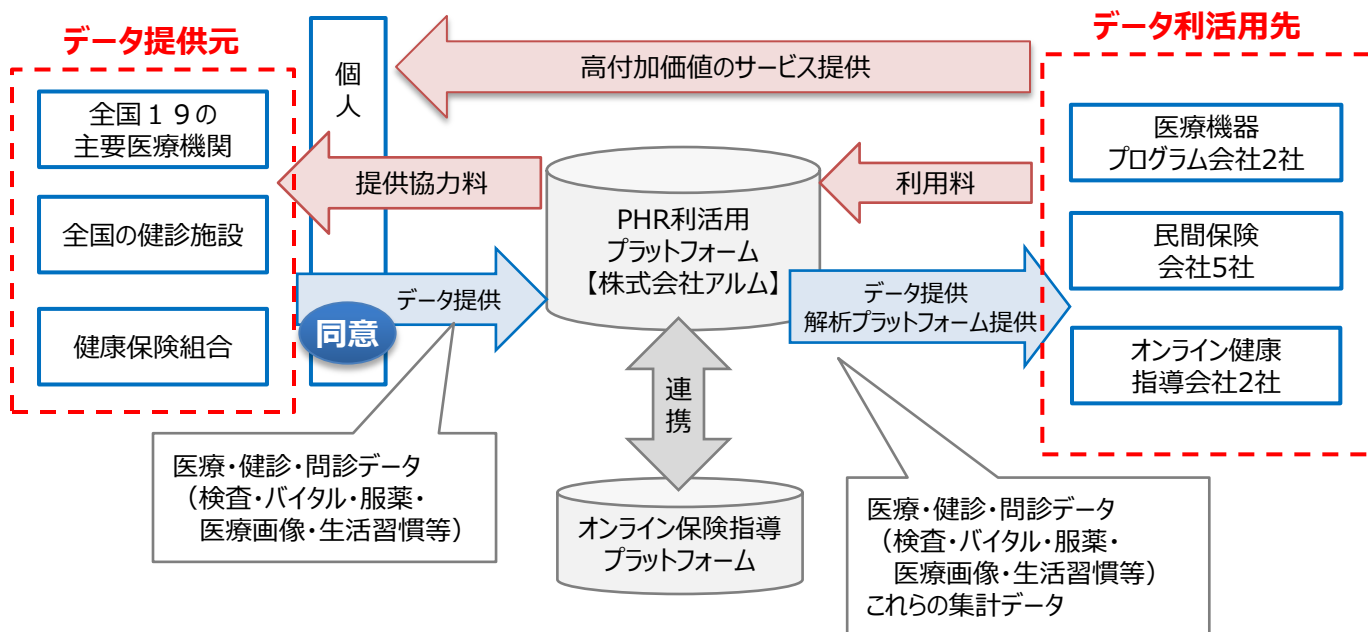 データ提供元
全国１９の
主要医療機関
全国の健診施設
健康保険組合
個
人
高付加価値のサービス提供
データ利活用先
提供協力料
利用料
PHR利活用
プラットフォーム
【株式会社アルム】
同意
データ提供
データ提供
解析プラットフォーム提供
医療機器
プログラム会社2社
民間保険
会社5社
オンライン健康
指導会社2社
連
携
オンライン保険指導
プラットフォーム
医療・健診・問診データ
（検査・バイタル・服薬・
医療画像・生活習慣等）
医療・健診・問診データ
（検査・バイタル・服薬・
医療画像・生活習慣等）
これらの集計データ